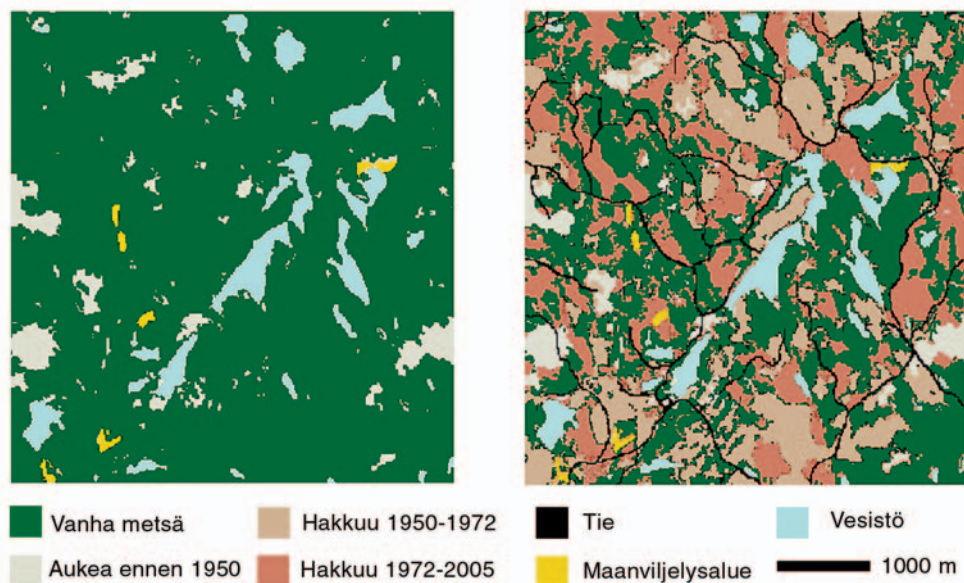 Vanha metsä
Hakkuu 1950-1972
Tie
Vesistö
Aukea ennen 1950
Hakkuu 1972-2005
Maanviljelysalue
1000 m